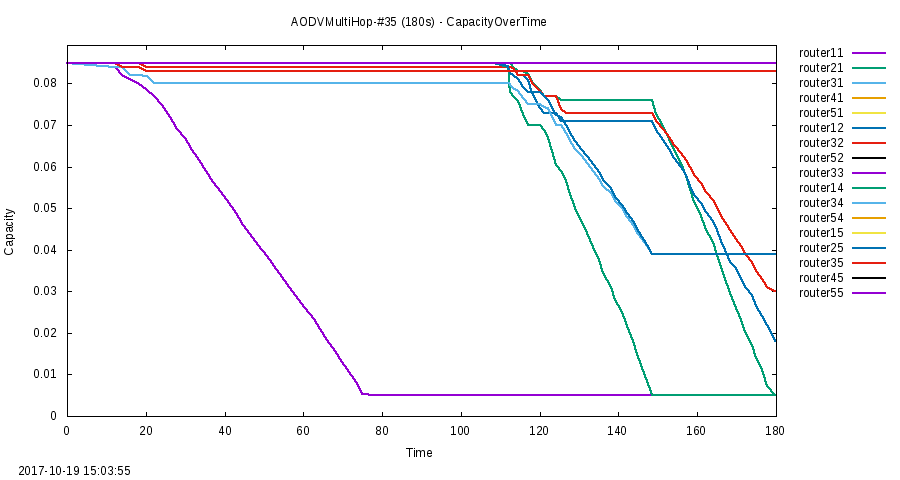 AODVMultiHop-#35 (180s) - CapacityOverTime
router11
router21
router31
router41
router51
router12
router32
router52
router33
router14
router34
router54
router15
router25
router35
router45
router55
Capacity
0.08
0.07
0.06
0.05
0.04
0.03
0.02
0.01
0
0 20 40 60 80 100 120 140 160 180
Time
2017-10-19 15:03:55